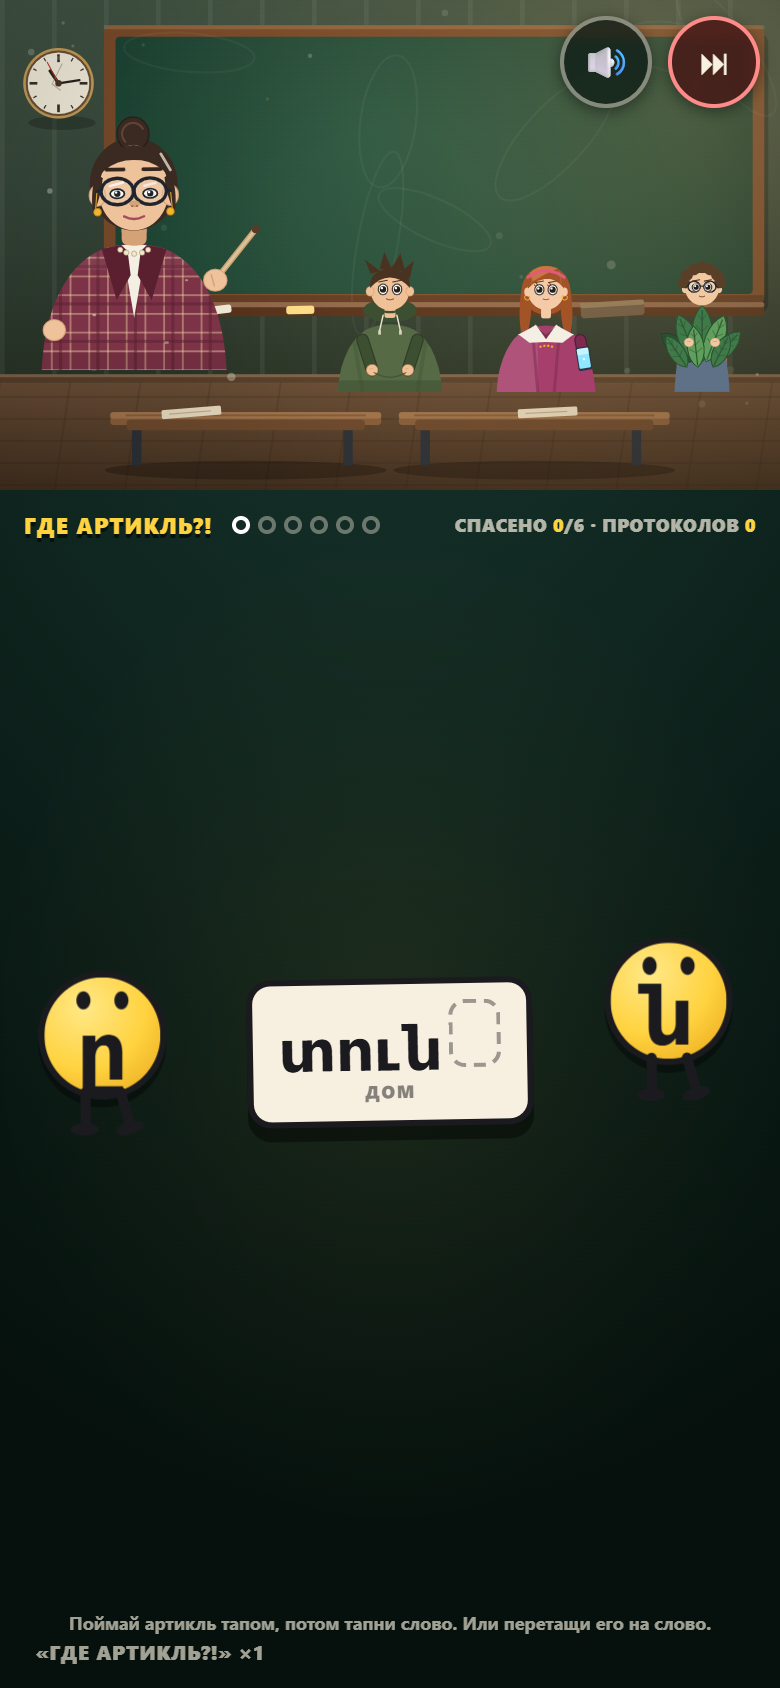 ГДЕ АРТИКЛЬ?!
СПАСЕНО 0/6 · ПРОТОКОЛОВ 0
ը
տուն
дом
ն
Поймай артикль тапом, потом тапни слово. Или перетащи его на слово.
«ГДЕ АРТИКЛЬ?!» ×1